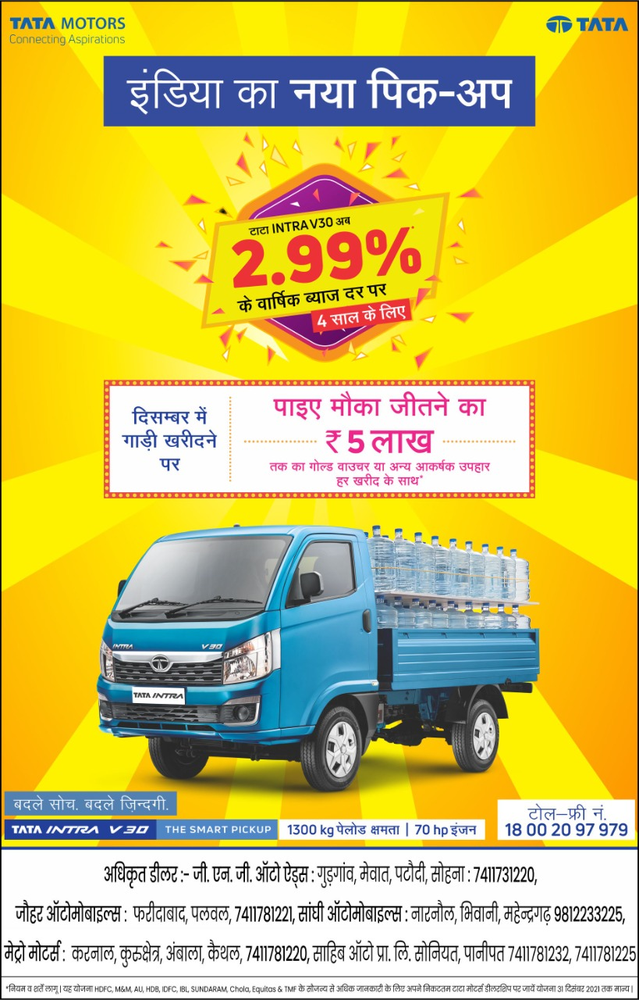 TATA MOTORS
Connecting Aspirations
TATA
इंडिया का नया पिक-अप
टाटा INTRA V30 अब
2.99%*
के वार्षिक ब्याज दर पर
4 साल के लिए
दिसम्बर में
गाड़ी खरीदने
पर
पाइए मौका जीतने का
₹ 5 लाख
तक का गोल्ड वाउचर या अन्य आकर्षक उपहार
हर खरीद के साथ*
INTRA V30
TATA INTRA
बदले सोच. बदले ज़िन्दगी.
TATA INTRA V30 THE SMART PICKUP 1300 kg पेलोड क्षमता | 70 hp इंजन
टोल–फ्री नं.
18 00 20 97 979
अधिकृत डीलर :- जी. एन. जी. ऑटो ऐड्स : गुड़गांव, मेवात, पटौदी, सोहना : 7411731220,
जौहर ऑटोमोबाइल्स : फरीदाबाद, पलवल, 7411781221, सांघी ऑटोमोबाइल्स : नारनौल, भिवानी, महेन्द्रगढ़ 9812233225,
मेट्रो मोटर्स : करनाल, कुरुक्षेत्र, अंबाला, कैथल, 7411781220, साहिब ऑटो प्रा. लि. सोनियत, पानीपत 7411781232, 7411781225
*नियम व शर्तें लागू | यह योजना HDFC, M&M, AU, HDB, IDFC, IBL, SUNDARAM, Chola, Equitas & TMF के सौजन्य से अधिक जानकारी के लिए अपने निकटतम टाटा मोटर्स डीलरशिप पर जायें योजना 31 दिसंबर 2021 तक मान्य |